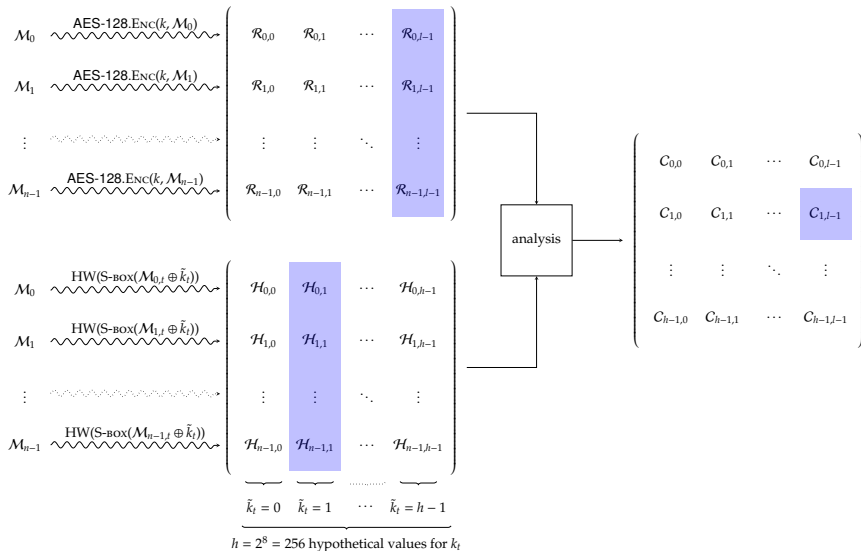 M₀ AES-128.Enc(k, M₀) R₀,₀ R₀,₁ ⋯ R₀,l−1
M₁ AES-128.Enc(k, M₁) R₁,₀ R₁,₁ ⋯ R₁,l−1
⋮ ⋮ ⋮ ⋱ ⋮
Mn−1 AES-128.Enc(k, Mn−1) Rn−1,0 Rn−1,1 ⋯ Rn−1,l−1
analysis
C₀,₀ C₀,₁ ⋯ C₀,l−1
C₁,₀ C₁,₁ ⋯ C₁,l−1
⋮ ⋮ ⋱ ⋮
Ch−1,0 Ch−1,1 ⋯ Ch−1,l−1
M₀ HW(S-box(M₀,t ⊕ k̃t)) H₀,₀ H₀,₁ ⋯ H₀,h−1
M₁ HW(S-box(M₁,t ⊕ k̃t)) H₁,₀ H₁,₁ ⋯ H₁,h−1
⋮ ⋮ ⋮ ⋱ ⋮
Mn−1 HW(S-box(Mn−1,t ⊕ k̃t)) Hn−1,0 Hn−1,1 ⋯ Hn−1,h−1
k̃t = 0 k̃t = 1 ⋯ k̃t = h − 1
h = 2⁸ = 256 hypothetical values for kt